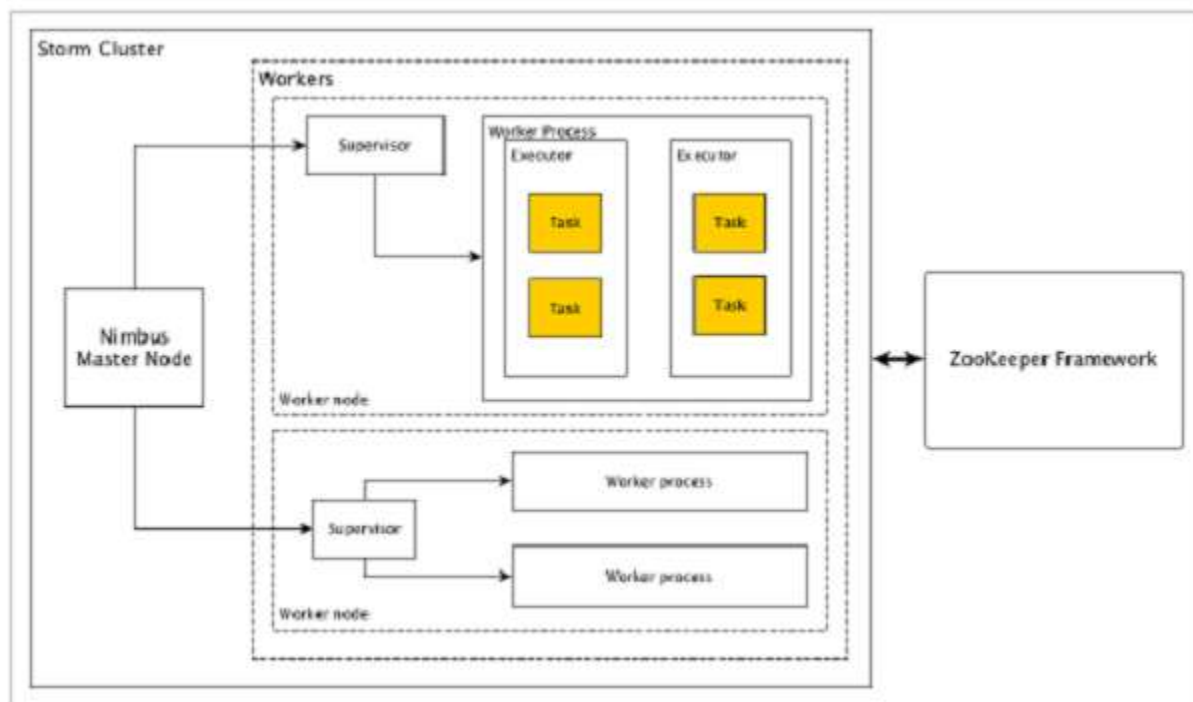 Storm Cluster
Workers
Supervisor
Worker Process
Executor
Executor
Task
Task
Task
Task
Worker node
Nimbus
Master Node
ZooKeeper Framework
Supervisor
Worker process
Worker process
Worker node